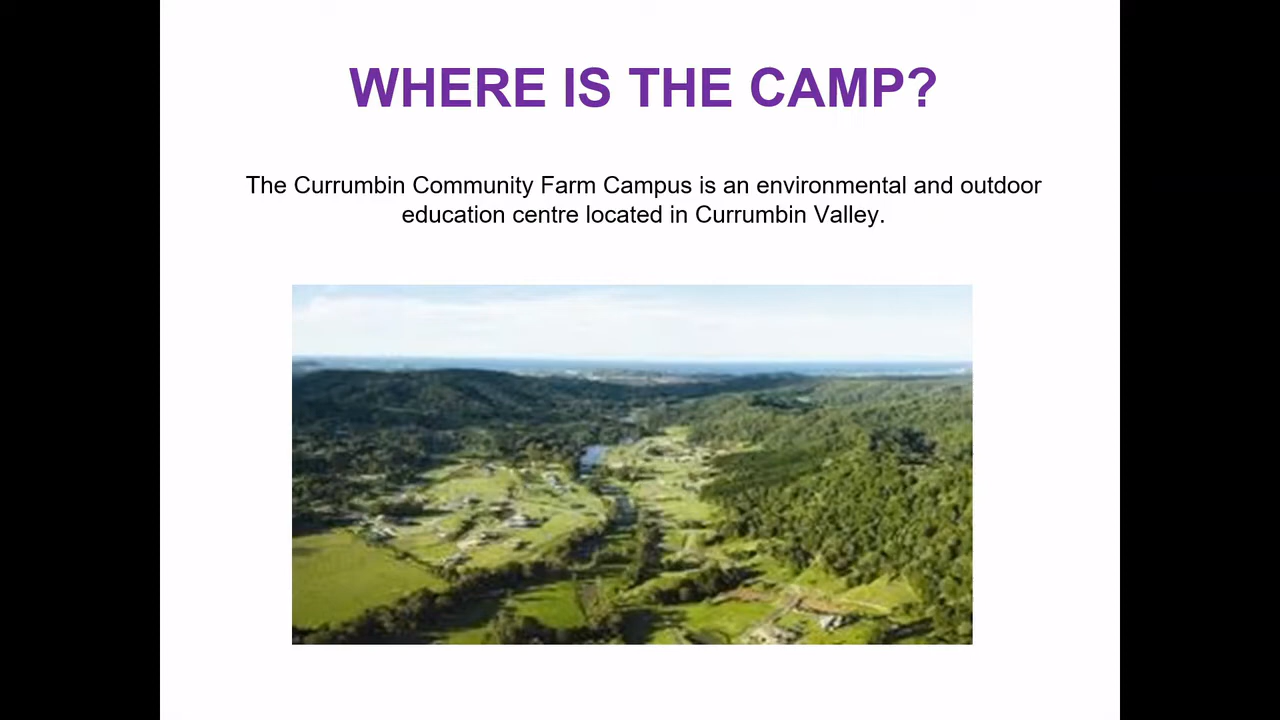 WHERE IS THE CAMP?
The Currumbin Community Farm Campus is an environmental and outdoor
education centre located in Currumbin Valley.